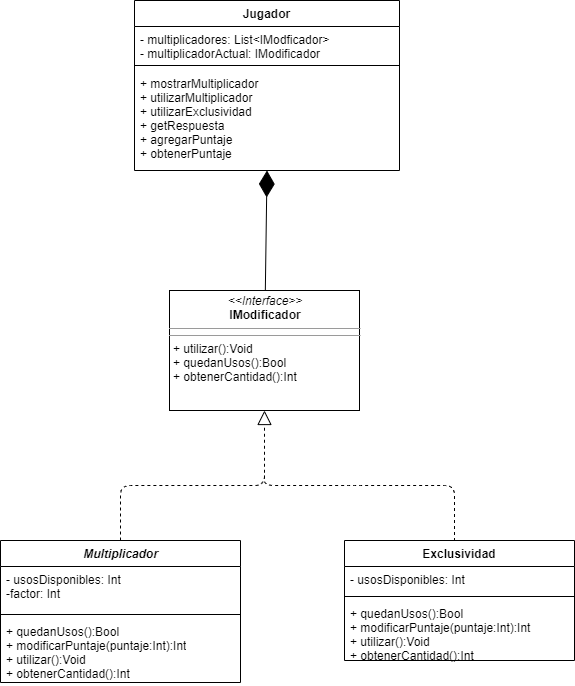 Jugador
- multiplicadores: List<IModficador>
- multiplicadorActual: IModificador
+ mostrarMultiplicador
+ utilizarMultiplicador
+ utilizarExclusividad
+ getRespuesta
+ agregarPuntaje
+ obtenerPuntaje
<<Interface>>
IModificador
+ utilizar():Void
+ quedanUsos():Bool
+ obtenerCantidad():Int
Multiplicador
- usosDisponibles: Int
-factor: Int
+ quedanUsos():Bool
+ modificarPuntaje(puntaje:Int):Int
+ utilizar():Void
+ obtenerCantidad():Int
Exclusividad
- usosDisponibles: Int
+ quedanUsos():Bool
+ modificarPuntaje(puntaje:Int):Int
+ utilizar():Void
+ obtenerCantidad():Int